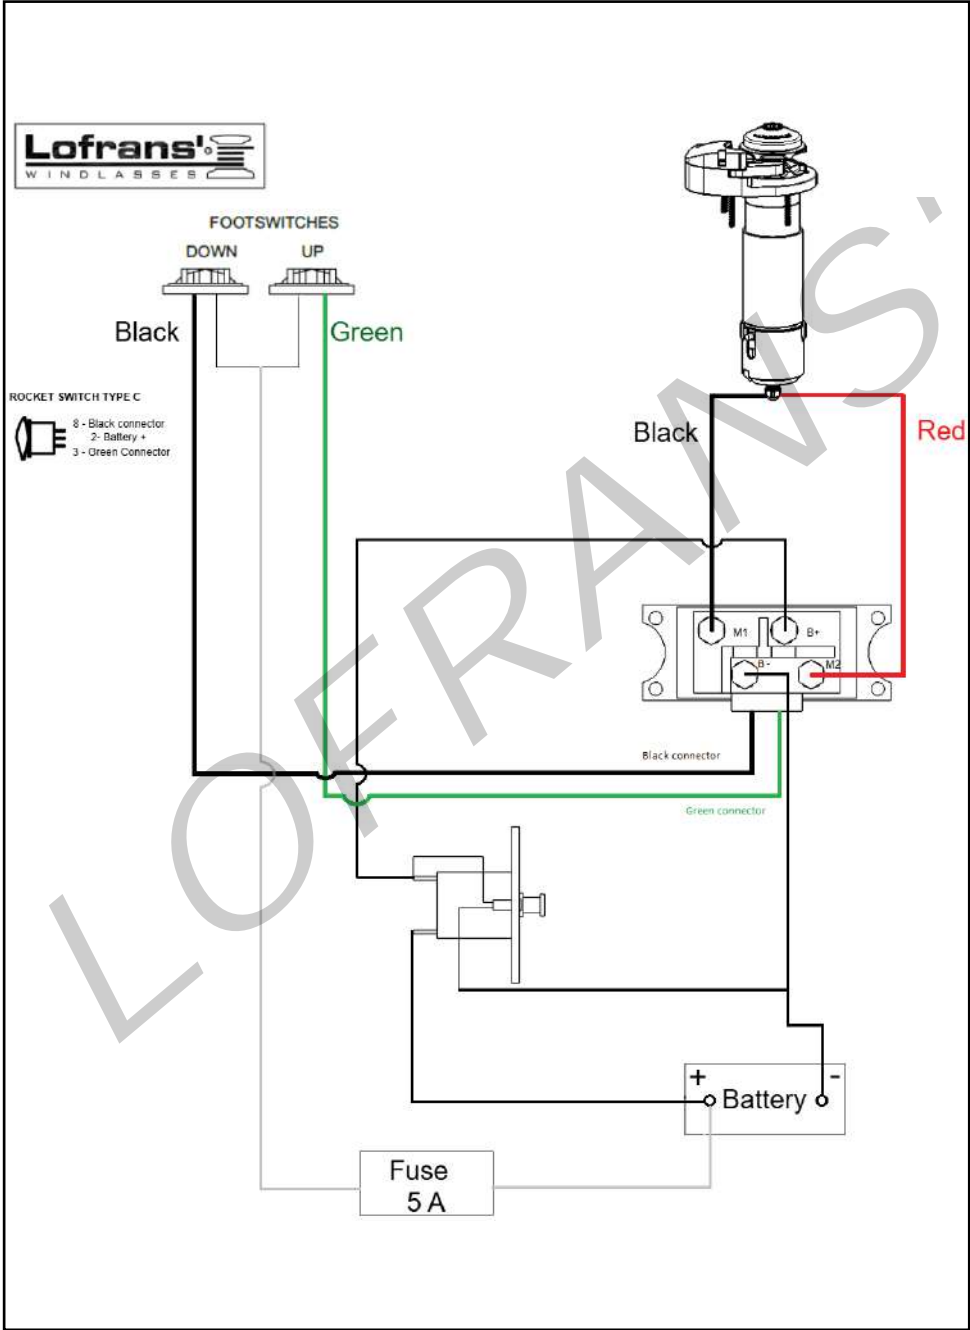 Lofrans'
WINDLASSES
FOOTSWITCHES
DOWN UP
Black Green
ROCKET SWITCH TYPE C
8 - Black connector
2- Battery +
3 - Green Connector
Black Red
M1 B+
B - M2
Black connector
Green connector
+ -
Battery
Fuse
5 A
LOFRANS'